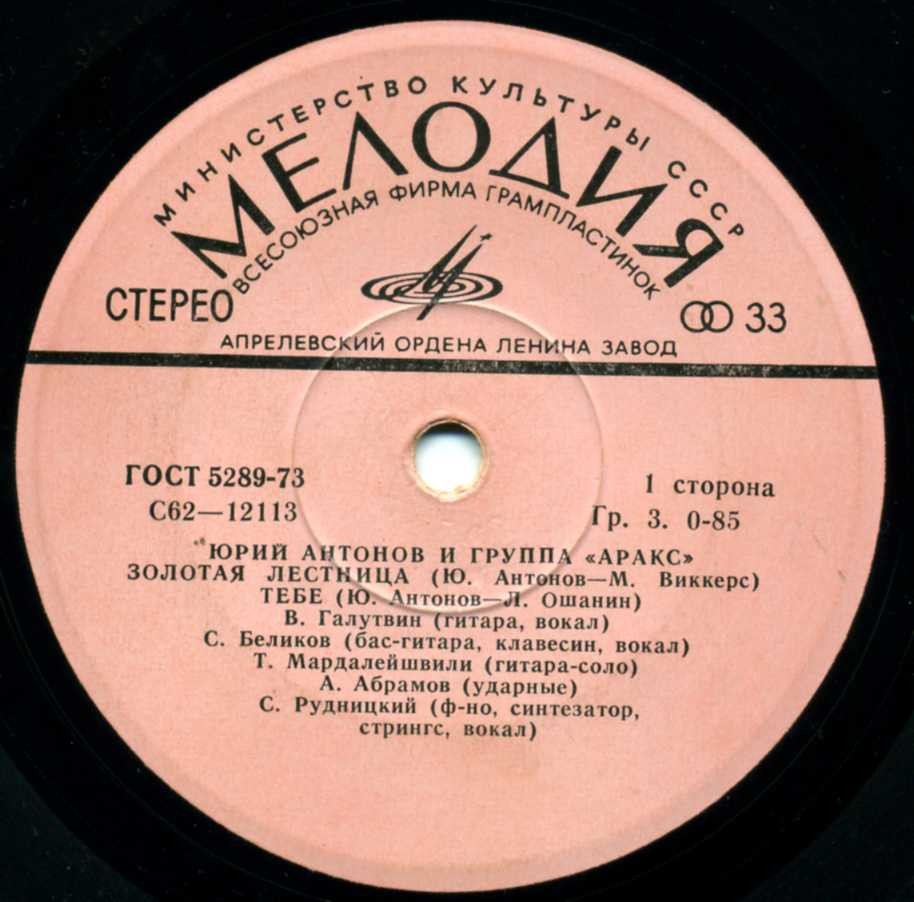 МИНИСТЕРСТВО КУЛЬТУРЫ СССР
МЕЛОДИЯ
ВСЕСОЮЗНАЯ ФИРМА ГРАМПЛАСТИНОК
СТЕРЕО
33
АПРЕЛЕВСКИЙ ОРДЕНА ЛЕНИНА ЗАВОД
ГОСТ 5289-73
С62—12113
1 сторона
Гр. 3. 0-85
ЮРИЙ АНТОНОВ И ГРУППА «АРАКС»
ЗОЛОТАЯ ЛЕСТНИЦА (Ю. Антонов—М. Виккерс)
ТЕБЕ (Ю. Антонов—Л. Ошанин)
В. Галутвин (гитара, вокал)
С. Беликов (бас-гитара, клавесин, вокал)
Т. Мардалейшвили (гитара-соло)
А. Абрамов (ударные)
С. Рудницкий (ф-но, синтезатор,
стрингс, вокал)